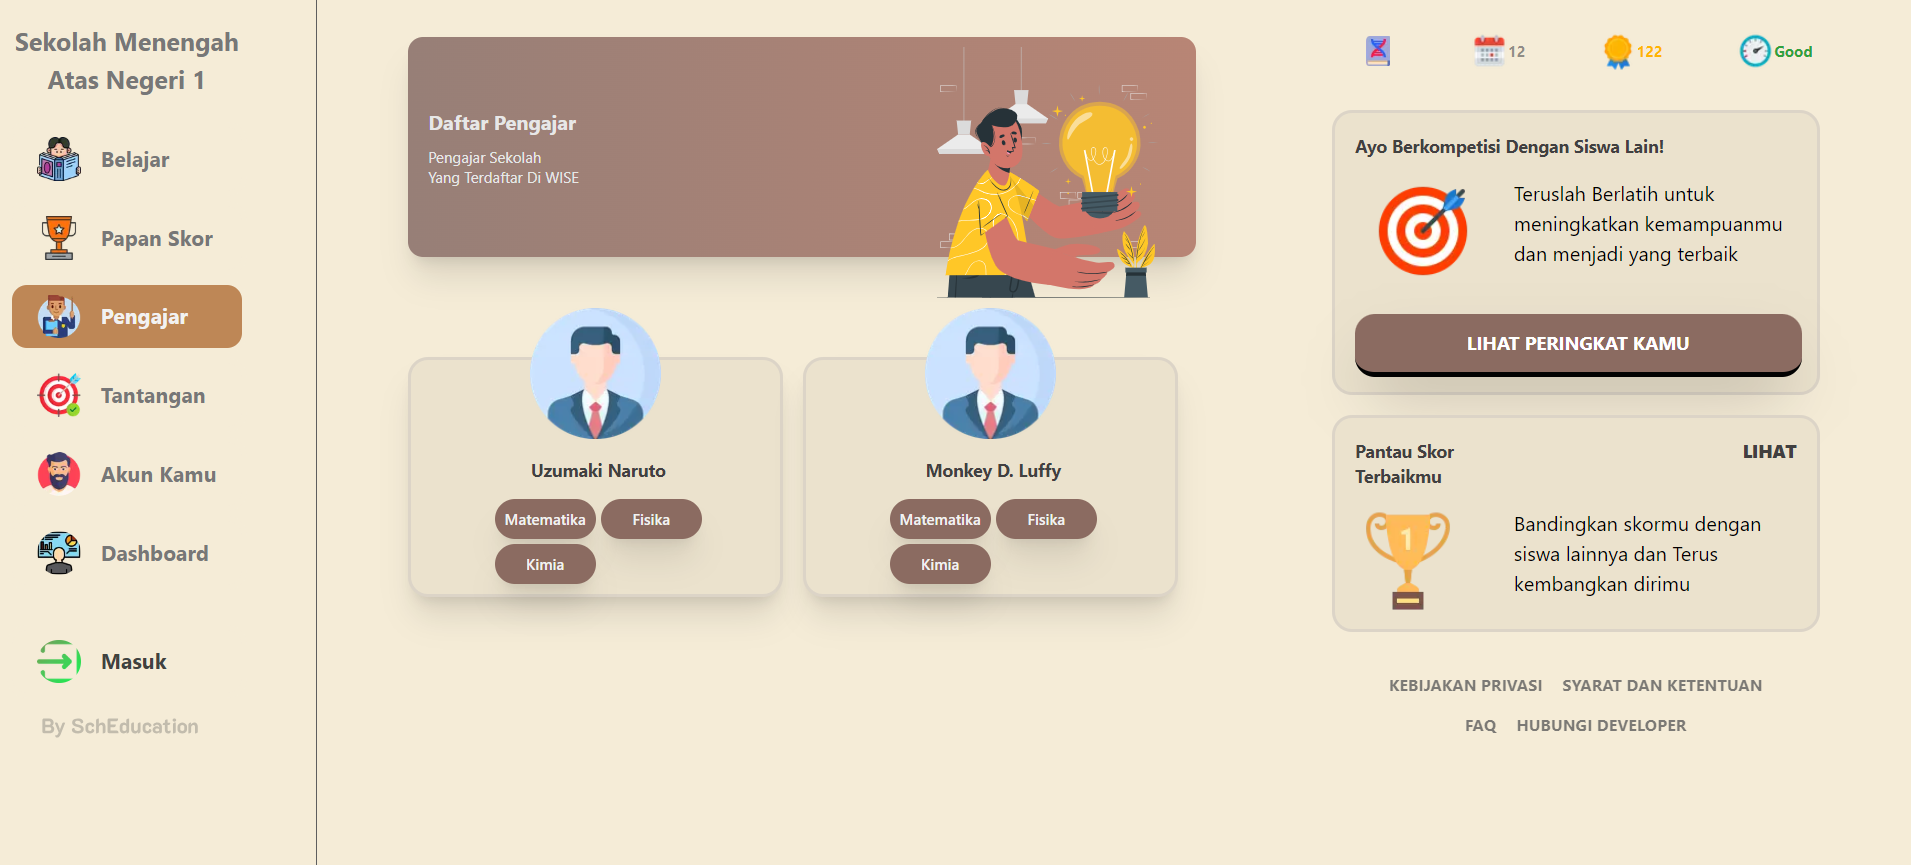 Sekolah Menengah
Atas Negeri 1
Belajar
Papan Skor
Pengajar
Tantangan
Akun Kamu
Dashboard
Masuk
By SchEducation
Daftar Pengajar
Pengajar Sekolah
Yang Terdaftar Di WISE
Uzumaki Naruto
Matematika
Fisika
Kimia
Monkey D. Luffy
Matematika
Fisika
Kimia
12
122
Good
Ayo Berkompetisi Dengan Siswa Lain!
Teruslah Berlatih untuk
meningkatkan kemampuanmu
dan menjadi yang terbaik
LIHAT PERINGKAT KAMU
Pantau Skor
Terbaikmu
LIHAT
1
Bandingkan skormu dengan
siswa lainnya dan Terus
kembangkan dirimu
KEBIJAKAN PRIVASI
SYARAT DAN KETENTUAN
FAQ
HUBUNGI DEVELOPER